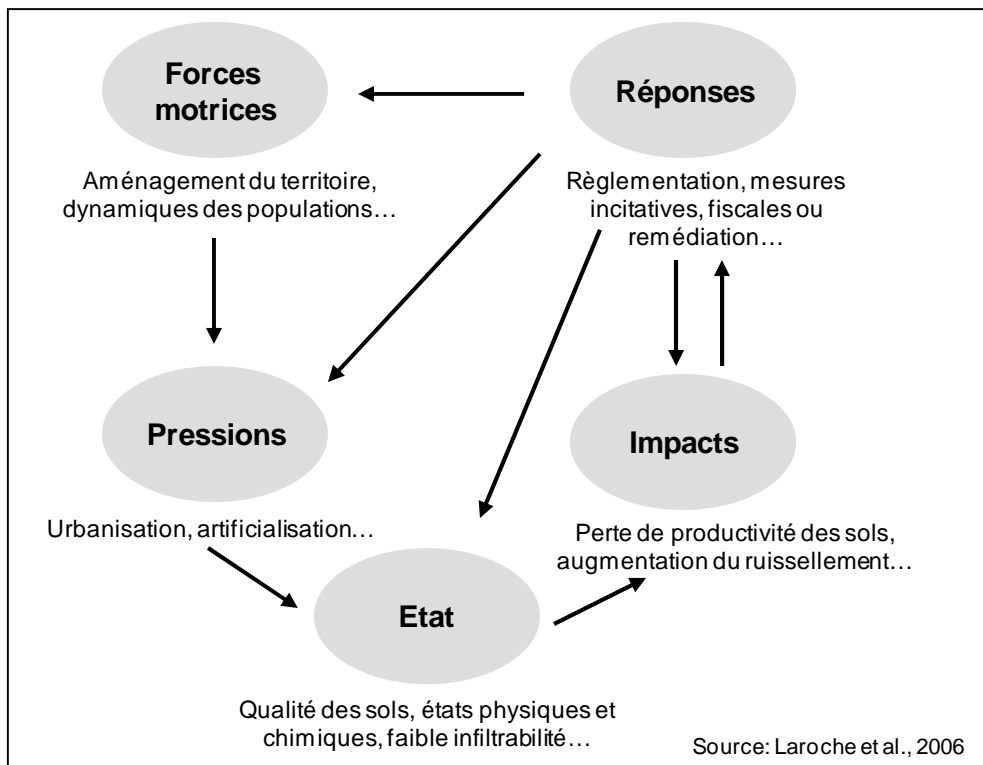 Forces
motrices
Réponses
Aménagement du territoire,
dynamiques des populations…
Règlementation, mesures
incitatives, fiscales ou
remédiation…
Pressions
Impacts
Urbanisation, artificialisation…
Perte de productivité des sols,
augmentation du ruissellement…
Etat
Qualité des sols, états physiques et
chimiques, faible infiltrabilité…
Source: Laroche et al., 2006